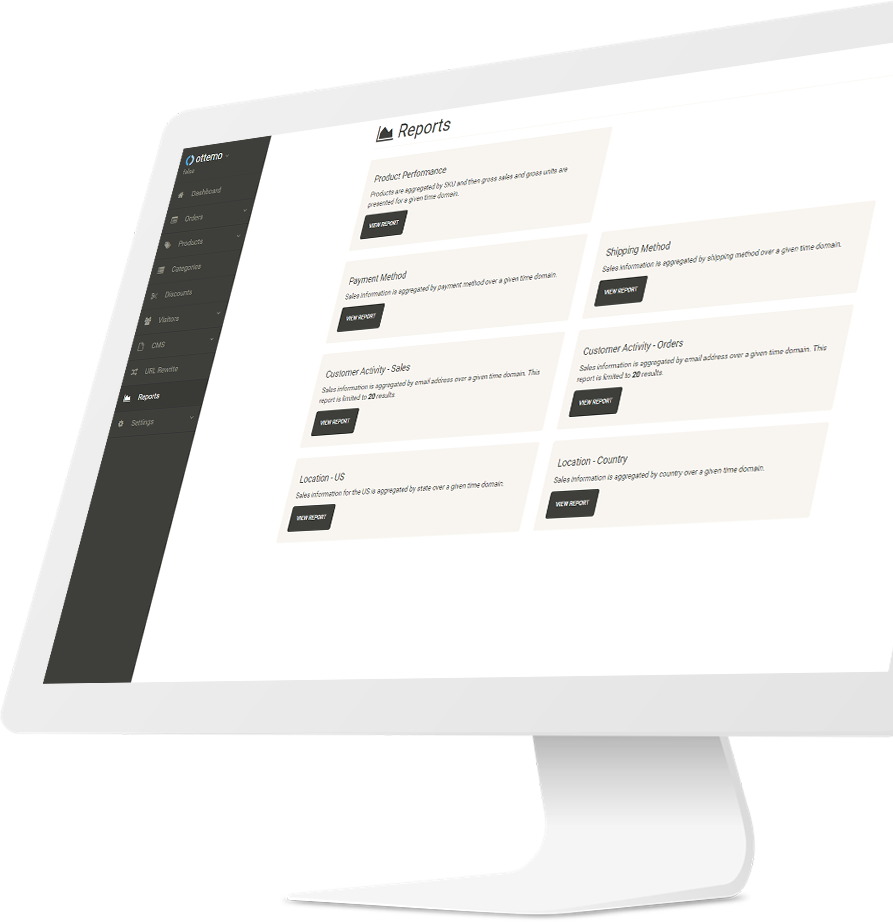 ottemo
false
Dashboard
Orders
Products
Categories
Discounts
Visitors
CMS
URL Rewrite
Reports
Settings
Reports
Product Performance
Products are aggregated by SKU and then gross sales and gross units are
presented for a given time domain.
VIEW REPORT
Payment Method
Sales information is aggregated by payment method over a given time domain.
VIEW REPORT
Shipping Method
Sales information is aggregated by shipping method over a given time domain.
VIEW REPORT
Customer Activity - Sales
Sales information is aggregated by email address over a given time domain. This
report is limited to 20 results
VIEW REPORT
Customer Activity - Orders
Sales information is aggregated by email address over a given time domain. This
report is limited to 20 results.
VIEW REPORT
Location - US
Sales information for the US is aggregated by state over a given time domain.
VIEW REPORT
Location - Country
Sales information is aggregated by country over a given time domain.
VIEW REPORT